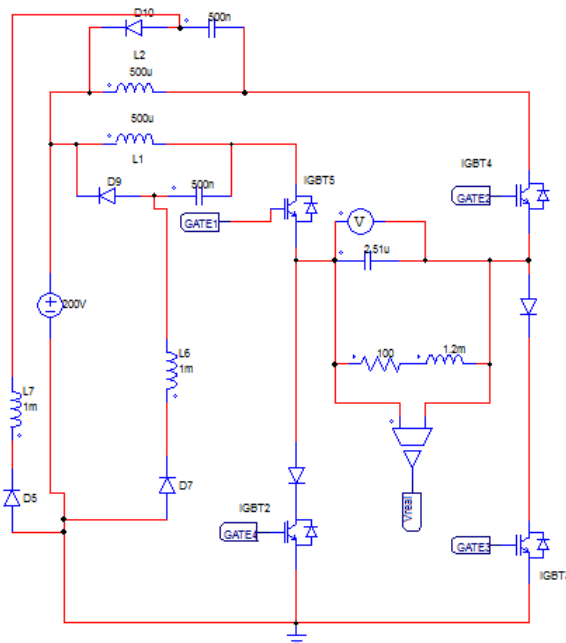 D10
500n
L2
500u
500u
L1
IGBT4
D9
500n
IGBT5
GATE2
GATE1
V
2.51u
200V
L6
1m
100
1.2m
L7
1m
D5
D7
IGBT2
Vreal
GATE4
GATE3
IGBT3